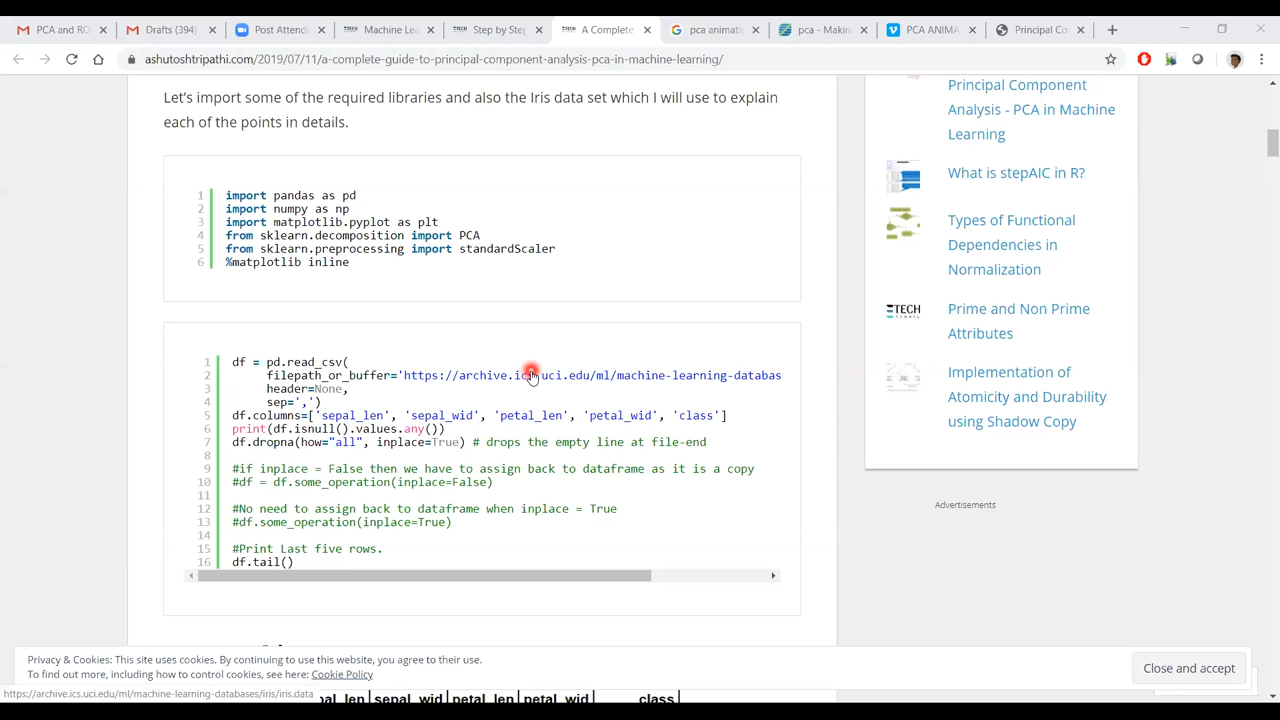 PCA and RO
Drafts (394)
Post Attende
Machine Lea
Step by Step
A Complete
pca animati
pca - Makin
PCA ANIMA
Principal Co
ashutoshtripathi.com/2019/07/11/a-complete-guide-to-principal-component-analysis-pca-in-machine-learning/
Let's import some of the required libraries and also the Iris data set which I will use to explain
each of the points in details.
1 import pandas as pd
2 import numpy as np
3 import matplotlib.pyplot as plt
4 from sklearn.decomposition import PCA
5 from sklearn.preprocessing import standardScaler
6 %matplotlib inline
1 df = pd.read_csv(
2 filepath_or_buffer='https://archive.ics.uci.edu/ml/machine-learning-databas
3 header=None,
4 sep=',')
5 df.columns=['sepal_len', 'sepal_wid', 'petal_len', 'petal_wid', 'class']
6 print(df.isnull().values.any())
7 df.dropna(how="all", inplace=True) # drops the empty line at file-end
8
9 #if inplace = False then we have to assign back to dataframe as it is a copy
10 #df = df.some_operation(inplace=False)
11
12 #No need to assign back to dataframe when inplace = True
13 #df.some_operation(inplace=True)
14
15 #Print Last five rows.
16 df.tail()
Principal Component
Analysis - PCA in Machine
Learning
What is stepAIC in R?
Types of Functional
Dependencies in
Normalization
TECH
Prime and Non Prime
Attributes
Implementation of
Atomicity and Durability
using Shadow Copy
Advertisements
Privacy & Cookies: This site uses cookies. By continuing to use this website, you agree to their use.
To find out more, including how to control cookies, see here: Cookie Policy
Close and accept
https://archive.ics.uci.edu/ml/machine-learning-databases/iris/iris.data
pal_len sepal_wid petal_len petal_wid class